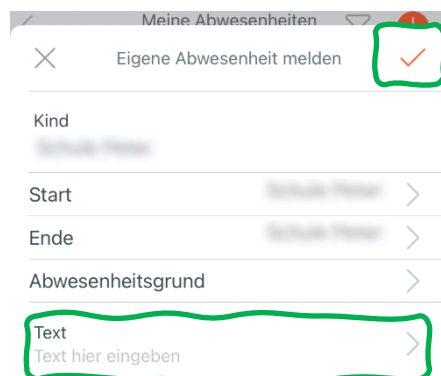 Meine Abwesenheiten
Eigene Abwesenheit melden
Kind
Start
Ende
Abwesenheitsgrund
Text
Text hier eingeben